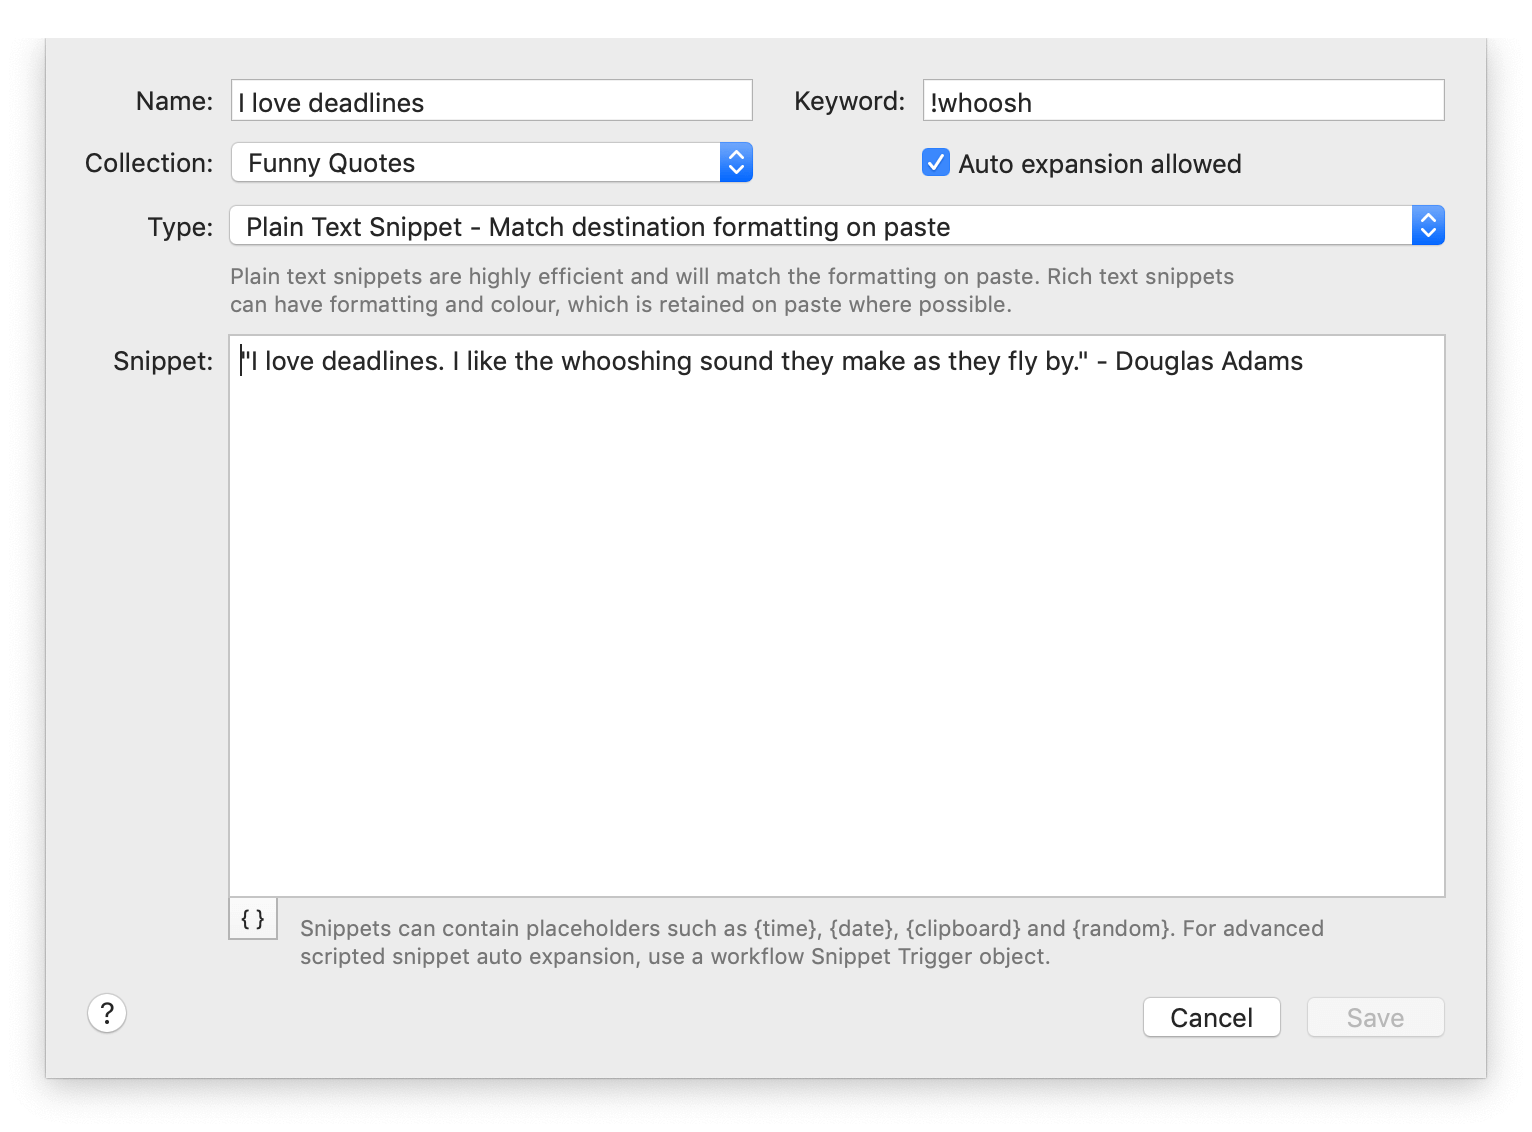 Name: I love deadlines Keyword: !whoosh
Collection: Funny Quotes Auto expansion allowed
Type: Plain Text Snippet - Match destination formatting on paste
Plain text snippets are highly efficient and will match the formatting on paste. Rich text snippets
can have formatting and colour, which is retained on paste where possible.
Snippet: "I love deadlines. I like the whooshing sound they make as they fly by." - Douglas Adams
{ } Snippets can contain placeholders such as {time}, {date}, {clipboard} and {random}. For advanced
scripted snippet auto expansion, use a workflow Snippet Trigger object.
? Cancel Save